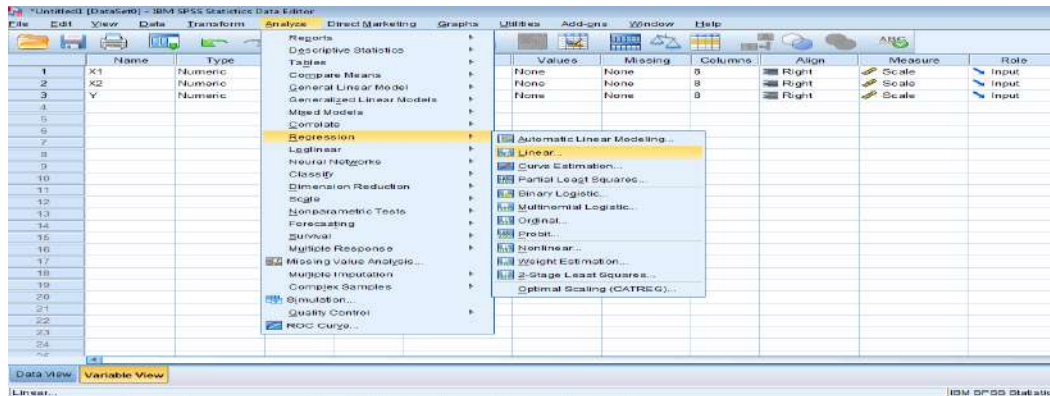 *Untitled1 [DataSet0] - IBM SPSS Statistics Data Editor
File Edit View Data Transform Analyze Direct Marketing Graphs Utilities Add-ons Window Help
Name Type Values Missing Columns Align Measure Role
1 X1 Numeric None None 8 Right Scale Input
2 X2 Numeric None None 8 Right Scale Input
3 Y Numeric None None 8 Right Scale Input
4
5
6
7
8
9
10
11
12
13
14
15
16
17
18
19
20
21
22
23
24
Reports
Descriptive Statistics
Tables
Compare Means
General Linear Model
Generalized Linear Models
Mixed Models
Correlate
Regression
Loglinear
Neural Networks
Classify
Dimension Reduction
Scale
Nonparametric Tests
Forecasting
Survival
Multiple Response
Missing Value Analysis...
Multiple Imputation
Complex Samples
Simulation...
Quality Control
ROC Curve...
Automatic Linear Modeling...
Linear...
Curve Estimation...
Partial Least Squares...
Binary Logistic...
Multinomial Logistic...
Ordinal...
Probit...
Nonlinear...
Weight Estimation...
2-Stage Least Squares...
Optimal Scaling (CATREG)...
Data View Variable View
Linear... IBM SPSS Statistic